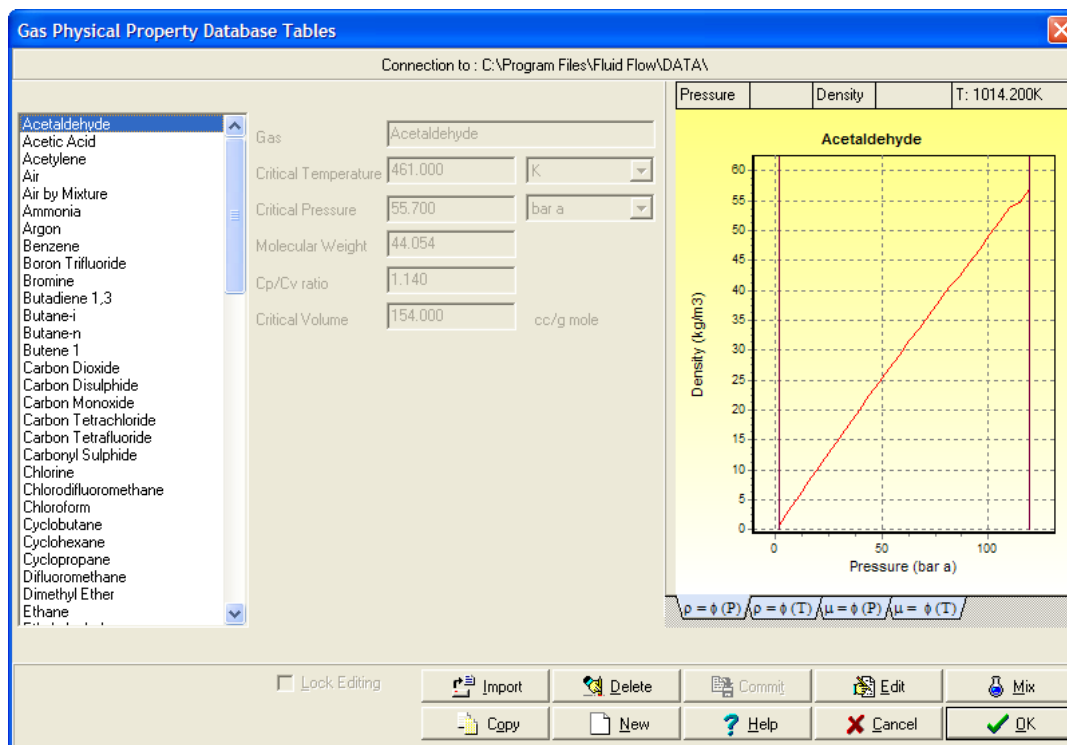 Gas Physical Property Database Tables
Connection to : C:\Program Files\Fluid Flow\DATA\
Acetaldehyde
Acetic Acid
Acetylene
Air
Air by Mixture
Ammonia
Argon
Benzene
Boron Trifluoride
Bromine
Butadiene 1,3
Butane-i
Butane-n
Butene 1
Carbon Dioxide
Carbon Disulphide
Carbon Monoxide
Carbon Tetrachloride
Carbon Tetrafluoride
Carbonyl Sulphide
Chlorine
Chlorodifluoromethane
Chloroform
Cyclobutane
Cyclohexane
Cyclopropane
Difluoromethane
Dimethyl Ether
Ethane
Gas Acetaldehyde
Critical Temperature 461.000 K
Critical Pressure 55.700 bar a
Molecular Weight 44.054
Cp/Cv ratio 1.140
Critical Volume 154.000 cc/g mole
Pressure Density T: 1014.200K
Acetaldehyde
60
55
50
45
40
35
30
25
20
15
10
5
0
Density (kg/m3)
0 50 100
Pressure (bar a)
ρ = ϕ (P) ρ = ϕ (T) μ = ϕ (P) μ = ϕ (T)
Lock Editing Import Delete Commit Edit Mix
Copy New Help Cancel OK